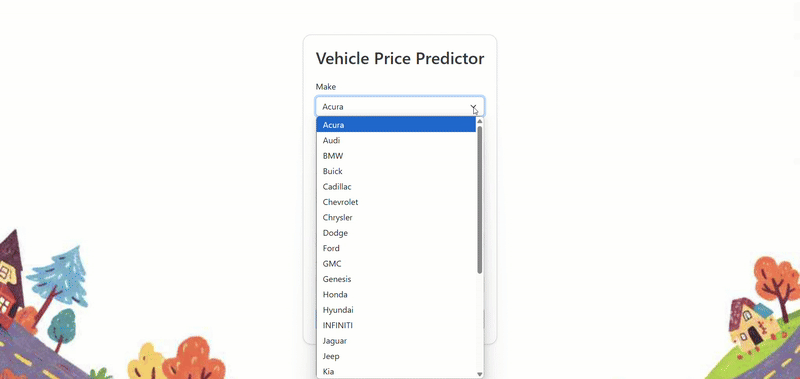 Vehicle Price Predictor
Make
Acura
Acura
Audi
BMW
Buick
Cadillac
Chevrolet
Chrysler
Dodge
Ford
GMC
Genesis
Honda
Hyundai
INFINITI
Jaguar
Jeep
Kia